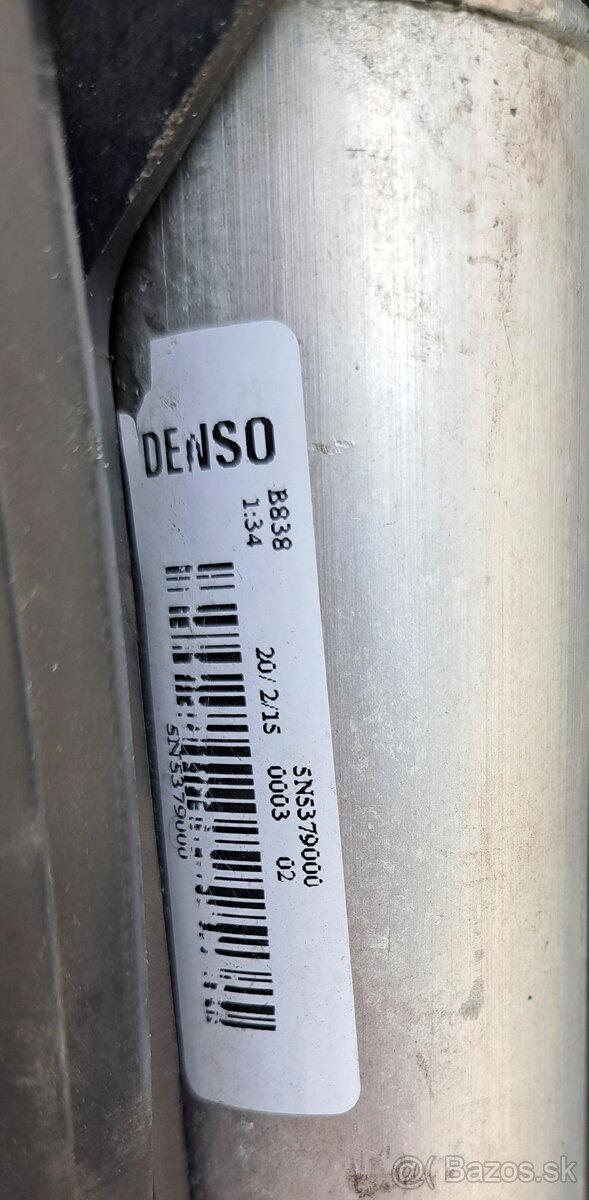 DENSO
B838
1:34
5N5379000
20/ 2/15 0003 02
5N5379000
@( Bazos.sk